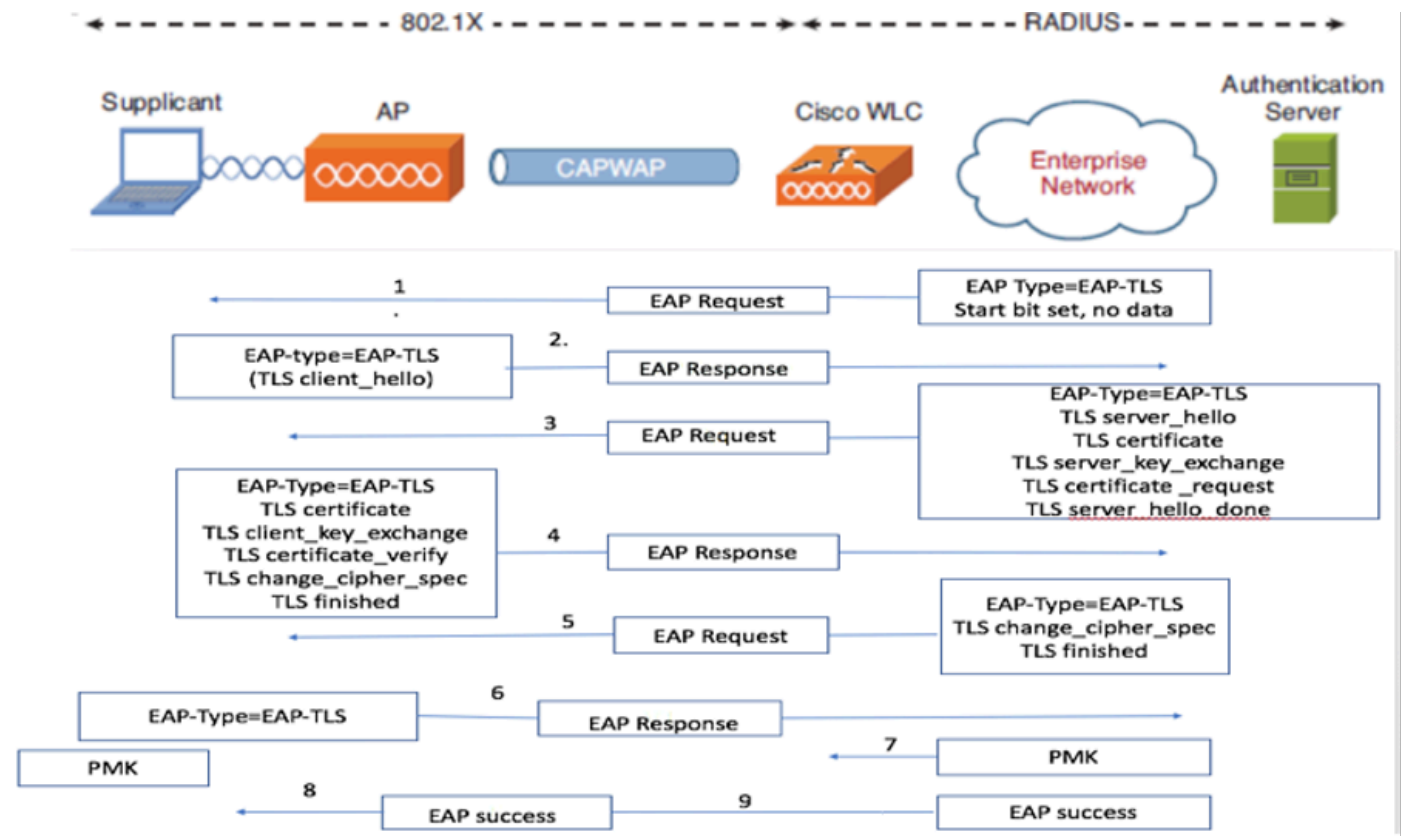 802.1X
RADIUS
Supplicant
AP
CAPWAP
Cisco WLC
Enterprise
Network
Authentication
Server
1
.
EAP Request
EAP Type=EAP-TLS
Start bit set, no data
EAP-type=EAP-TLS
(TLS client_hello)
2.
EAP Response
3
EAP Request
EAP-Type=EAP-TLS
TLS server_hello
TLS certificate
TLS server_key_exchange
TLS certificate _request
TLS server_hello_done
EAP-Type=EAP-TLS
TLS certificate
TLS client_key_exchange
TLS certificate_verify
TLS change_cipher_spec
TLS finished
4
EAP Response
5
EAP Request
EAP-Type=EAP-TLS
TLS change_cipher_spec
TLS finished
EAP-Type=EAP-TLS
6
EAP Response
PMK
7
PMK
8
EAP success
9
EAP success